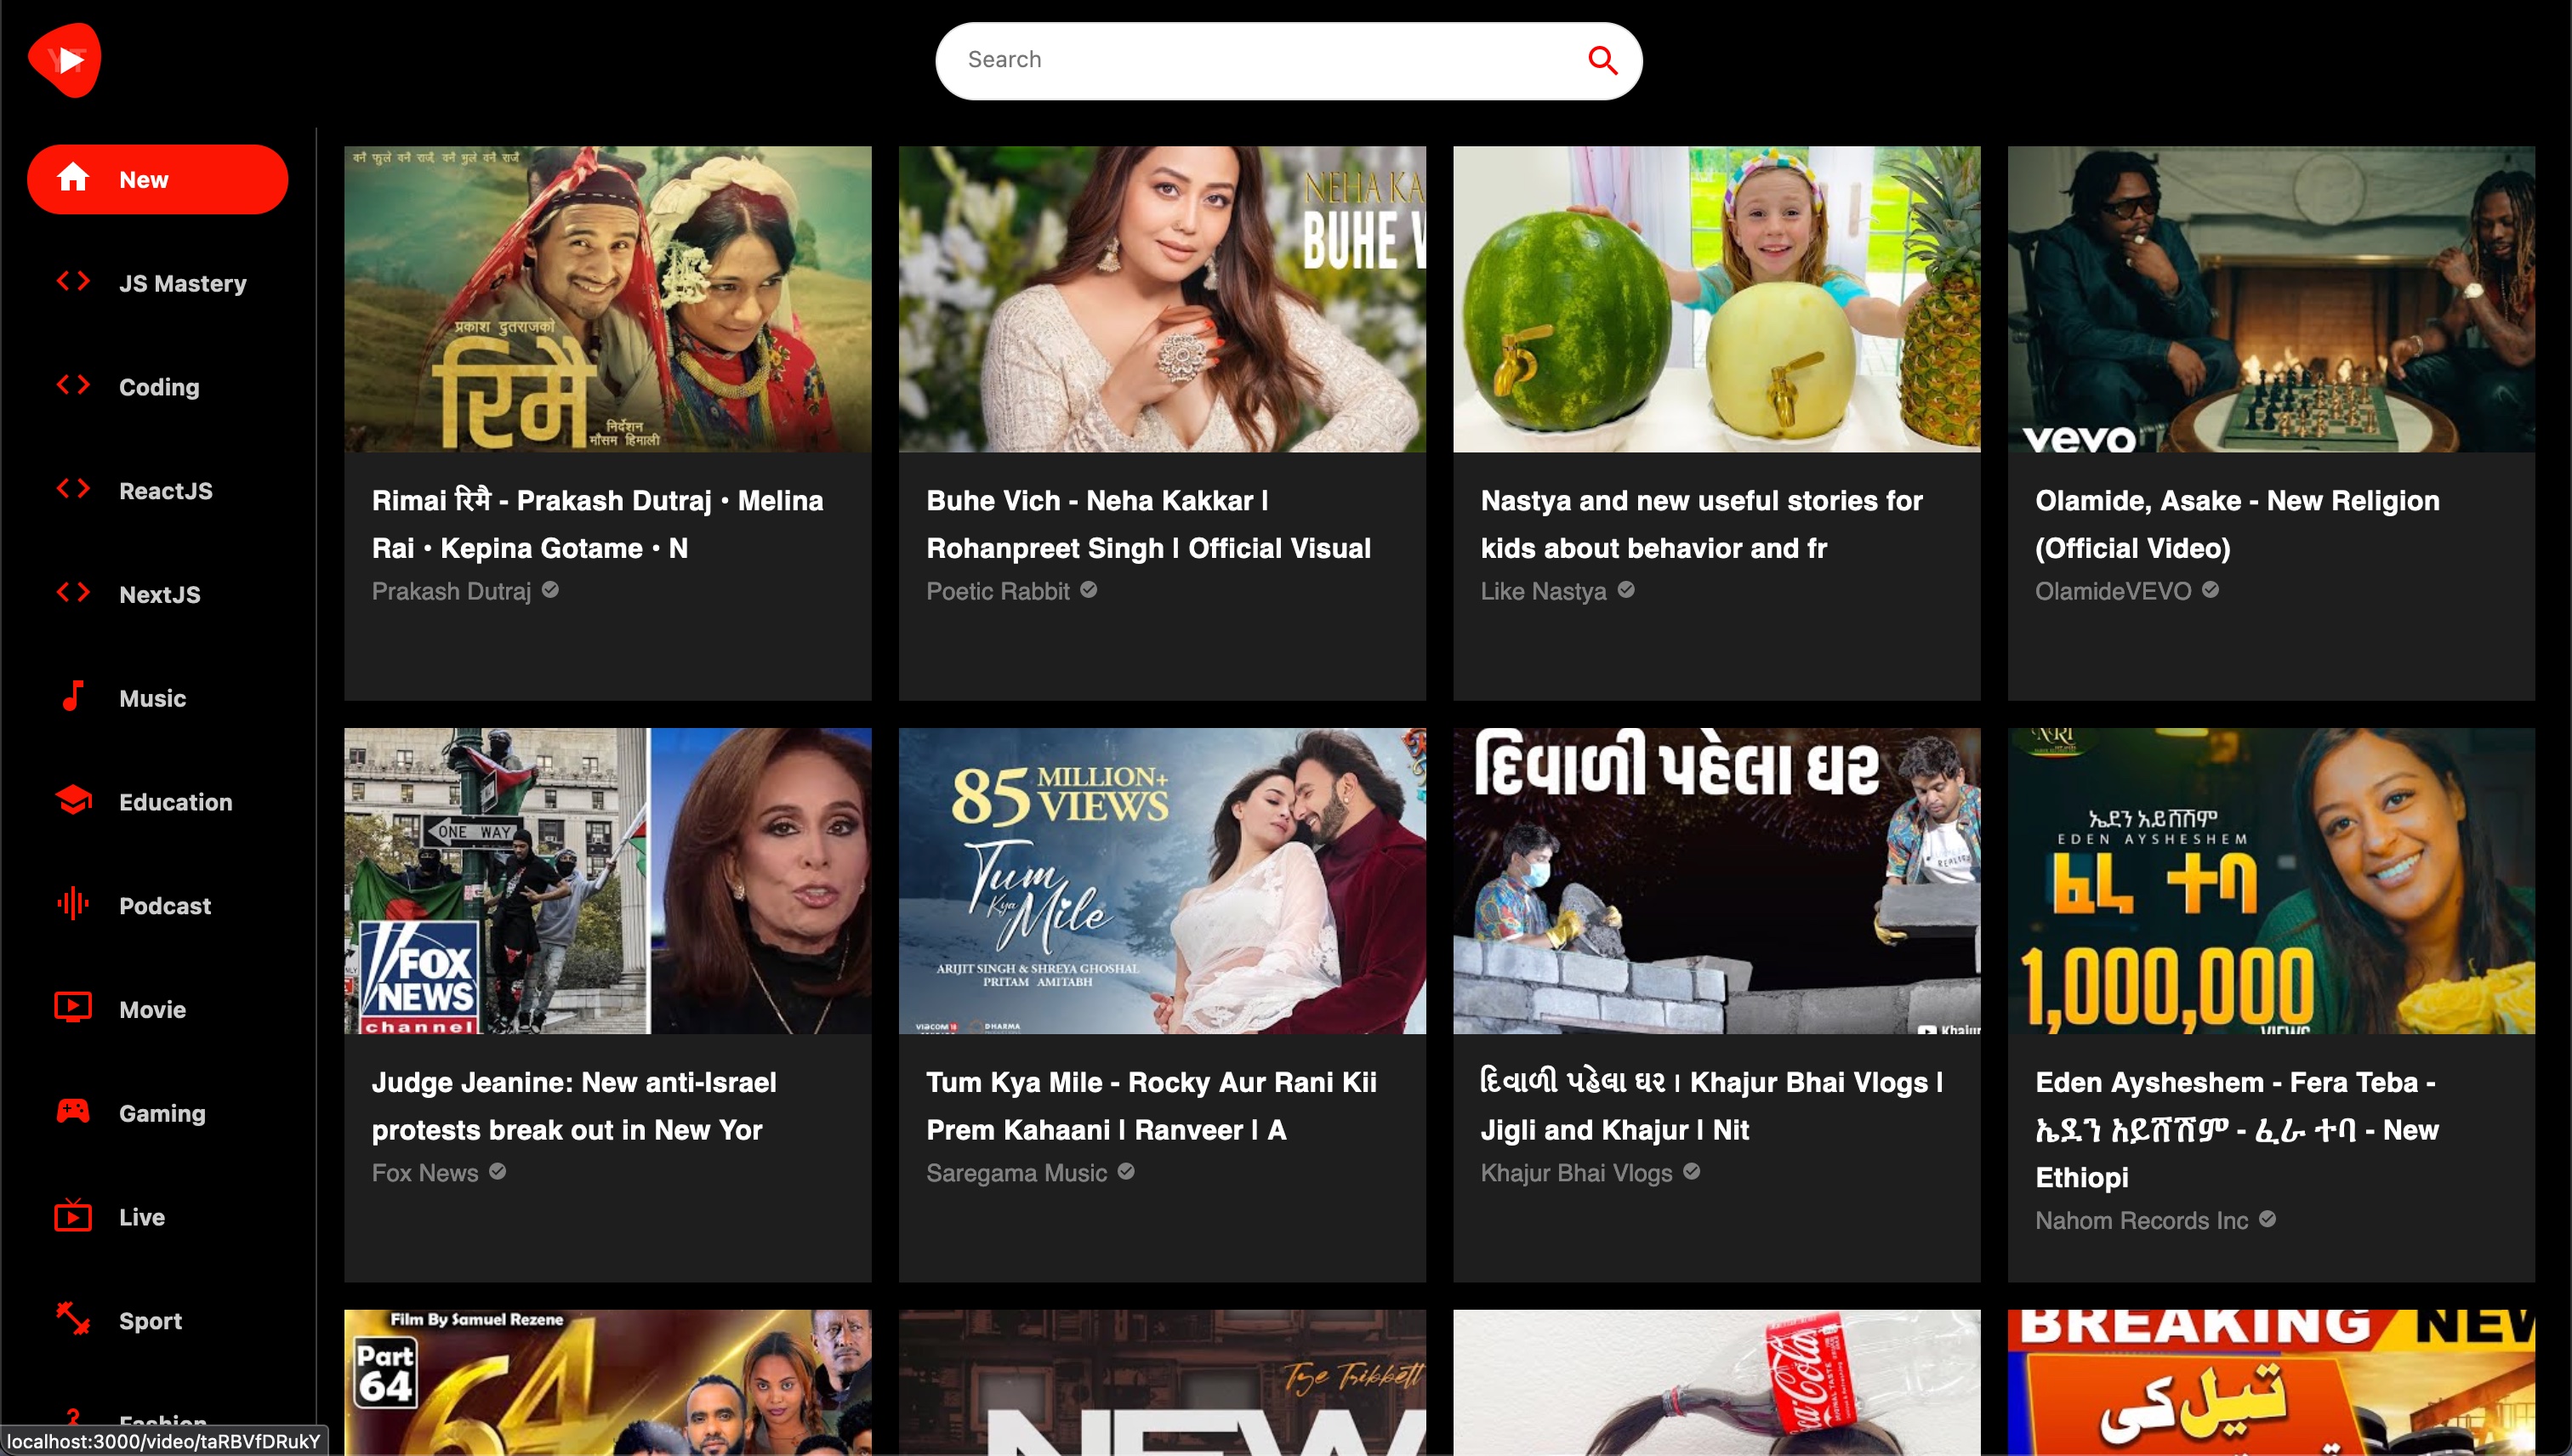 YT
Search
New
JS Mastery
Coding
ReactJS
NextJS
Music
Education
Podcast
Movie
Gaming
Live
Sport
Fashion
localhost:3000/video/taRBVfDRukY
वनै फुले वनै राजै, वनै भुले वनै राजै
प्रकाश दुतराजको
रिमै
निर्देशन
मौसम हिमाली
Rimai रिमै - Prakash Dutraj • Melina
Rai • Kepina Gotame • N
Prakash Dutraj
NEHA KA
BUHE V
Buhe Vich - Neha Kakkar |
Rohanpreet Singh | Official Visual
Poetic Rabbit
Nastya and new useful stories for
kids about behavior and fr
Like Nastya
vevo
Olamide, Asake - New Religion
(Official Video)
OlamideVEVO
ONE WAY
FOX
NEWS
channel
Judge Jeanine: New anti-Israel
protests break out in New Yor
Fox News
85 MILLION+
VIEWS
Tum
Kya
Mile
ARIJIT SINGH & SHREYA GHOSHAL
PRITAM AMITABH
VIACOM18
DHARMA
Tum Kya Mile - Rocky Aur Rani Kii
Prem Kahaani | Ranveer | A
Saregama Music
દિવાળી પહેલા ઘર
Khajur
દિવાળી પહેલા ઘર । Khajur Bhai Vlogs |
Jigli and Khajur | Nit
Khajur Bhai Vlogs
ኤደን አይሸሸም
EDEN AYSHESHEM
ፈራ ተባ
1,000,000
VIEWS
Eden Aysheshem - Fera Teba -
ኤደን አይሸሸም - ፈራ ተባ - New
Ethiopi
Nahom Records Inc
Film By Samuel Rezene
Part
64
64
Tye Tribbett
NEW
Coca-Cola
BREAKING NEW
تیل کی